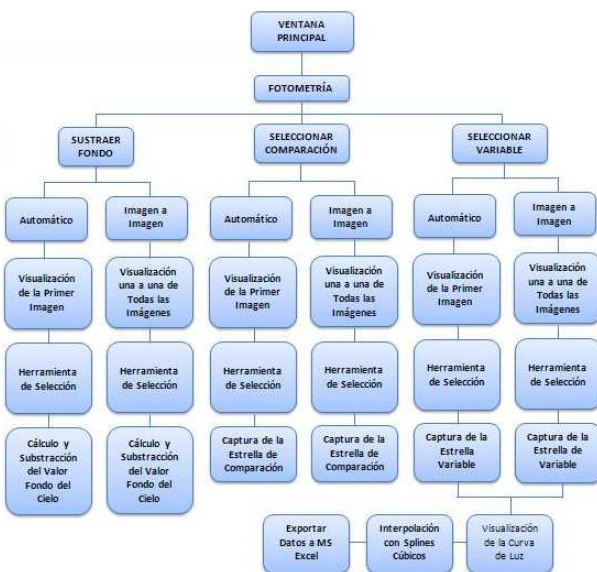 VENTANA
PRINCIPAL
FOTOMETRÍA
SUSTRAER
FONDO
SELECCIONAR
COMPARACIÓN
SELECCIONAR
VARIABLE
Automático
Imagen a
Imagen
Automático
Imagen a
Imagen
Automático
Imagen a
Imagen
Visualización
de la Primer
Imagen
Visualización
una a una de
Todas las
Imágenes
Visualización
de la Primer
Imagen
Visualización
una a una de
Todas las
Imágenes
Visualización
de la Primer
Imagen
Visualización
una a una de
Todas las
Imágenes
Herramienta
de Selección
Herramienta
de Selección
Herramienta
de Selección
Herramienta
de Selección
Herramienta
de Selección
Herramienta
de Selección
Cálculo y
Substracción
del Valor
Fondo del
Cielo
Cálculo y
Substracción
del Valor
Fondo del
Cielo
Captura de la
Estrella de
Comparación
Captura de la
Estrella de
Comparación
Captura de la
Estrella
Variable
Captura de la
Estrella de
Variable
Exportar
Datos a MS
Excel
Interpolación
con Splines
Cúbicos
Visualización
de la Curva
de Luz